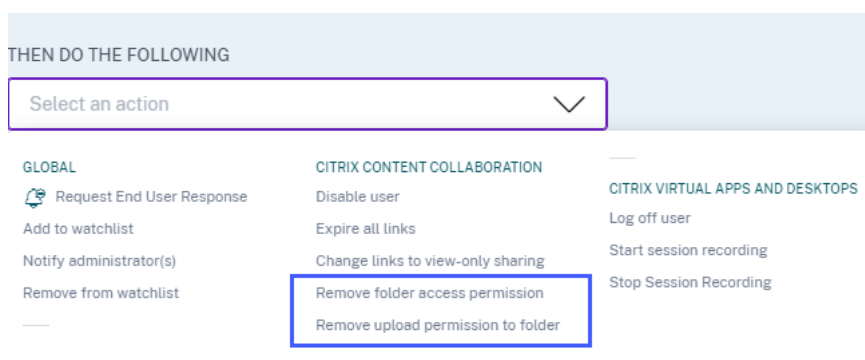 THEN DO THE FOLLOWING
Select an action
GLOBAL
Request End User Response
Add to watchlist
Notify administrator(s)
Remove from watchlist
CITRIX CONTENT COLLABORATION
Disable user
Expire all links
Change links to view-only sharing
Remove folder access permission
Remove upload permission to folder
CITRIX VIRTUAL APPS AND DESKTOPS
Log off user
Start session recording
Stop Session Recording